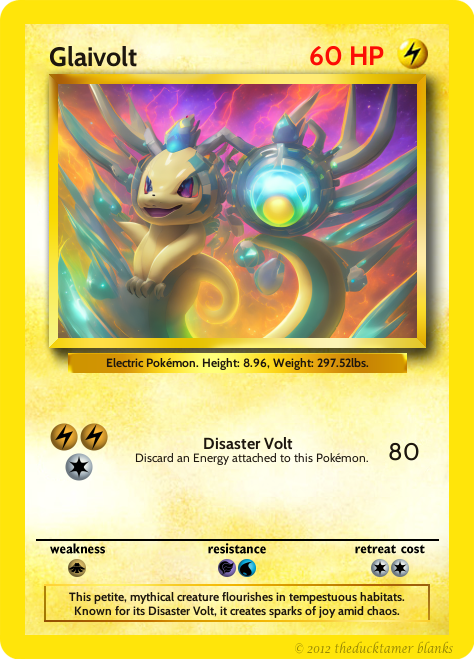 Glaivolt 60 HP
Electric Pokémon. Height: 8.96, Weight: 297.52lbs.
Disaster Volt
Discard an Energy attached to this Pokémon.
80
weakness resistance retreat cost
This petite, mythical creature flourishes in tempestuous habitats.
Known for its Disaster Volt, it creates sparks of joy amid chaos.
© 2012 theducktamer blanks